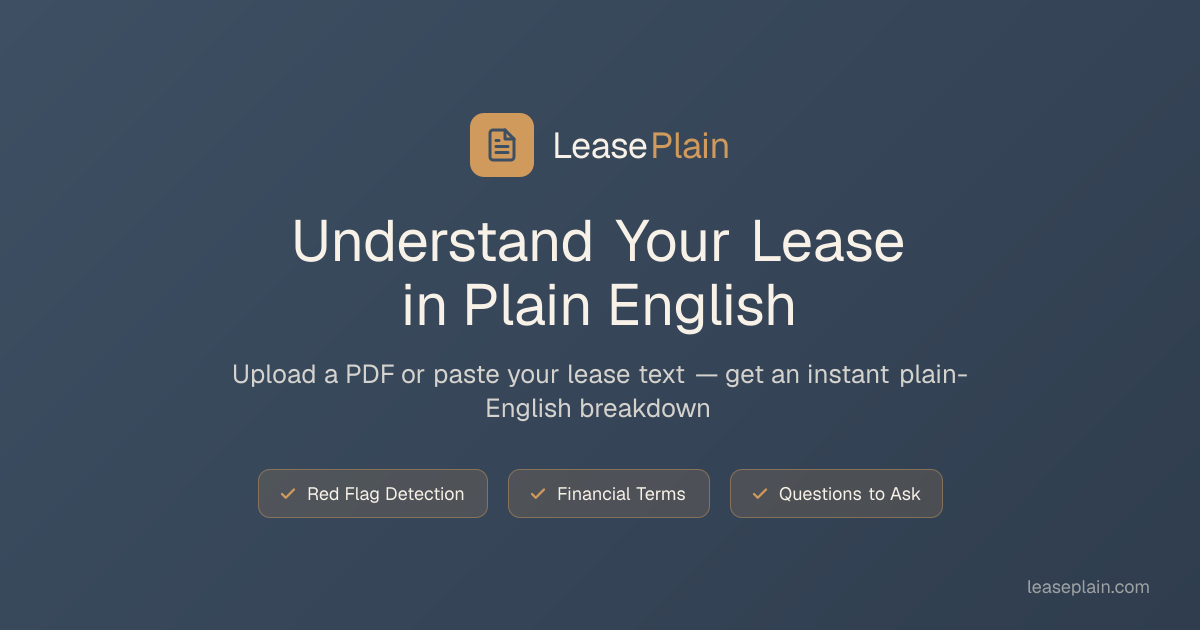 LeasePlain
Understand Your Lease
in Plain English
Upload a PDF or paste your lease text — get an instant plain-
English breakdown
Red Flag Detection
Financial Terms
Questions to Ask
leaseplain.com